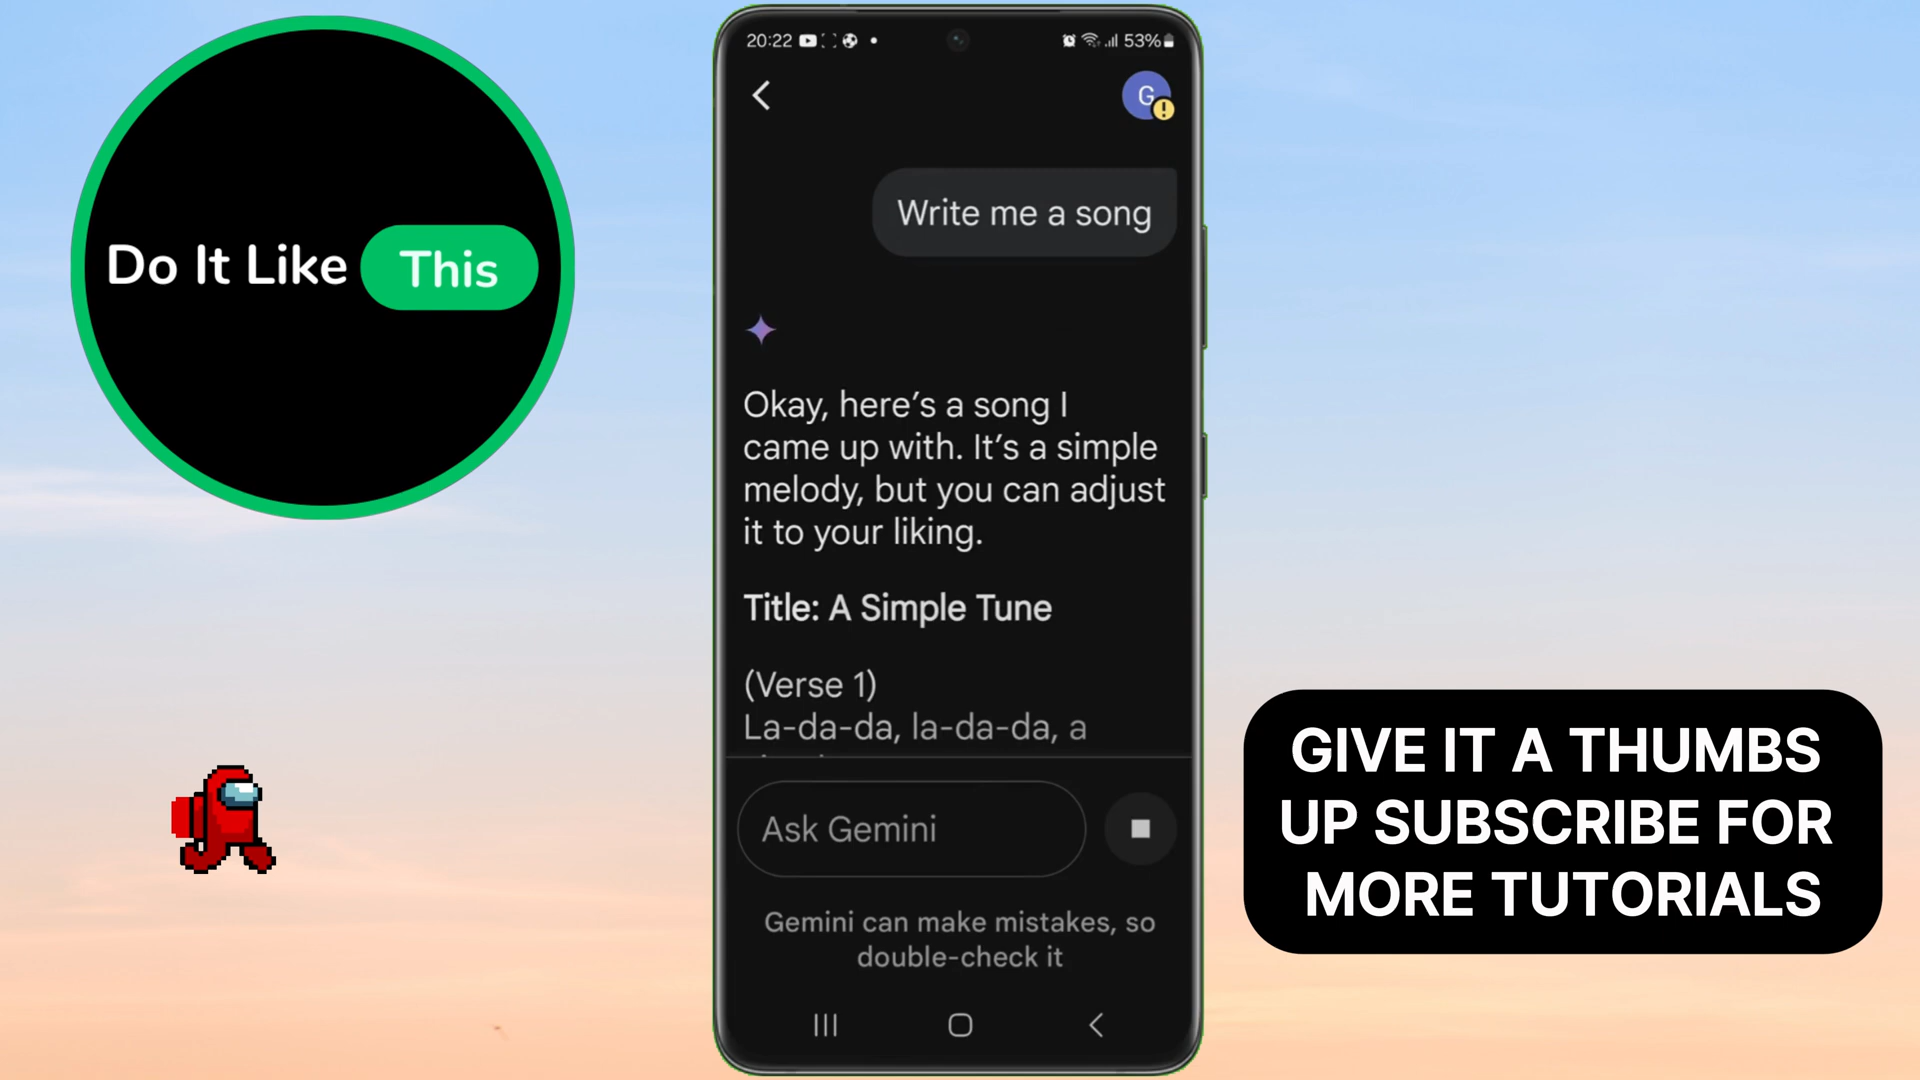 Do It Like This
20:22
53%
G
Write me a song
Okay, here's a song I
came up with. It's a simple
melody, but you can adjust
it to your liking.
Title: A Simple Tune
(Verse 1)
La-da-da, la-da-da, a
Ask Gemini
Gemini can make mistakes, so
double-check it
GIVE IT A THUMBS
UP SUBSCRIBE FOR
MORE TUTORIALS